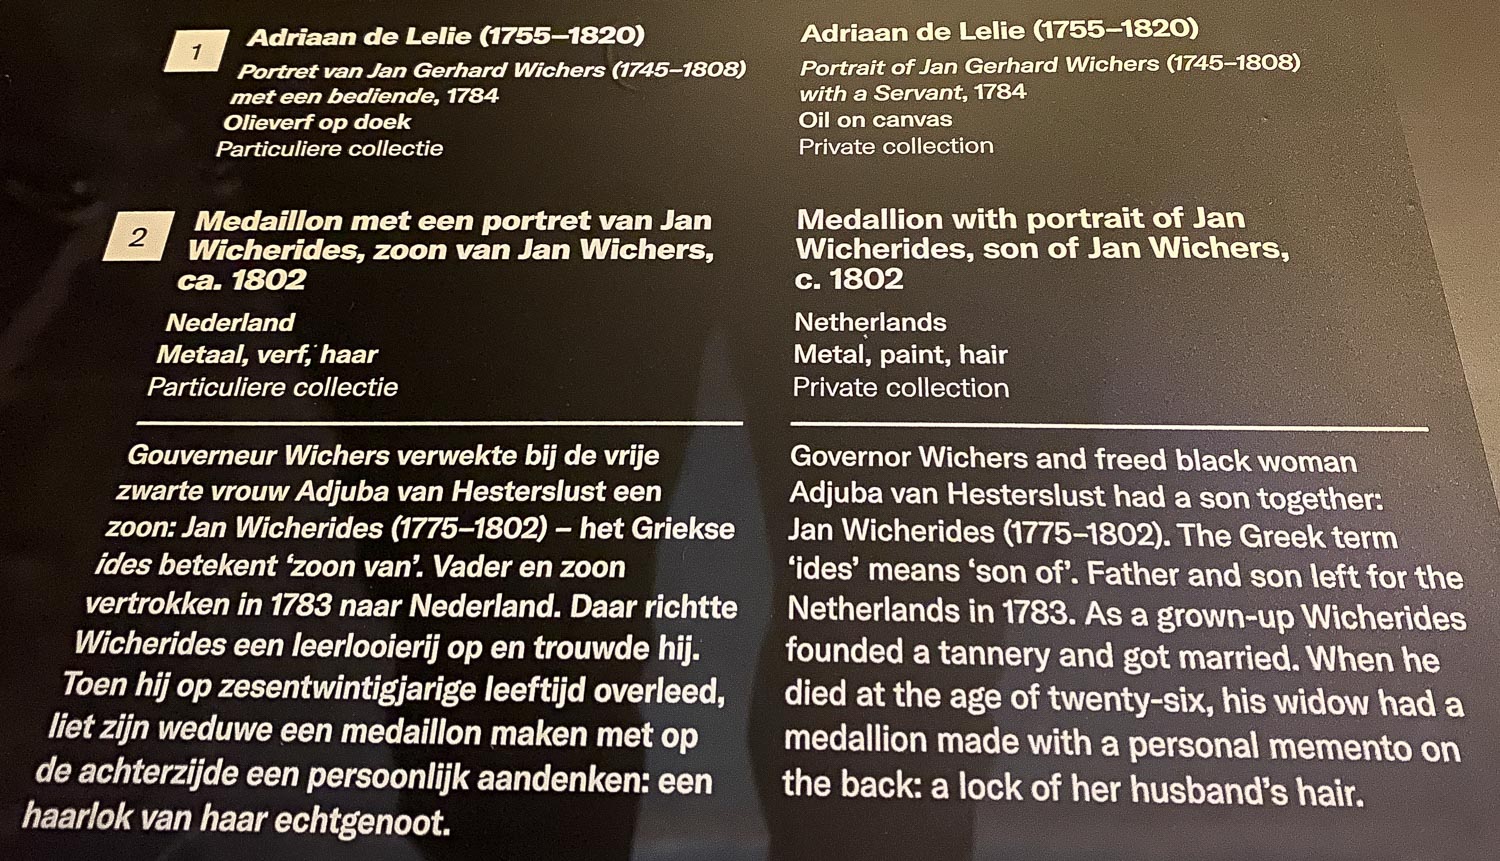 1
Adriaan de Lelie (1755–1820)
Portret van Jan Gerhard Wichers (1745–1808)
met een bediende, 1784
Olieverf op doek
Particuliere collectie
2
Medaillon met een portret van Jan
Wicherides, zoon van Jan Wichers,
ca. 1802
Nederland
Metaal, verf, haar
Particuliere collectie
Gouverneur Wichers verwekte bij de vrije
zwarte vrouw Adjuba van Hesterslust een
zoon: Jan Wicherides (1775–1802) – het Griekse
ides betekent ‘zoon van’. Vader en zoon
vertrokken in 1783 naar Nederland. Daar richtte
Wicherides een leerlooierij op en trouwde hij.
Toen hij op zesentwintigjarige leeftijd overleed,
liet zijn weduwe een medaillon maken met op
de achterzijde een persoonlijk aandenken: een
haarlok van haar echtgenoot.
Adriaan de Lelie (1755–1820)
Portrait of Jan Gerhard Wichers (1745–1808)
with a Servant, 1784
Oil on canvas
Private collection
Medallion with portrait of Jan
Wicherides, son of Jan Wichers,
c. 1802
Netherlands
Metal, paint, hair
Private collection
Governor Wichers and freed black woman
Adjuba van Hesterslust had a son together:
Jan Wicherides (1775–1802). The Greek term
‘ides’ means ‘son of’. Father and son left for the
Netherlands in 1783. As a grown-up Wicherides
founded a tannery and got married. When he
died at the age of twenty-six, his widow had a
medallion made with a personal memento on
the back: a lock of her husband’s hair.